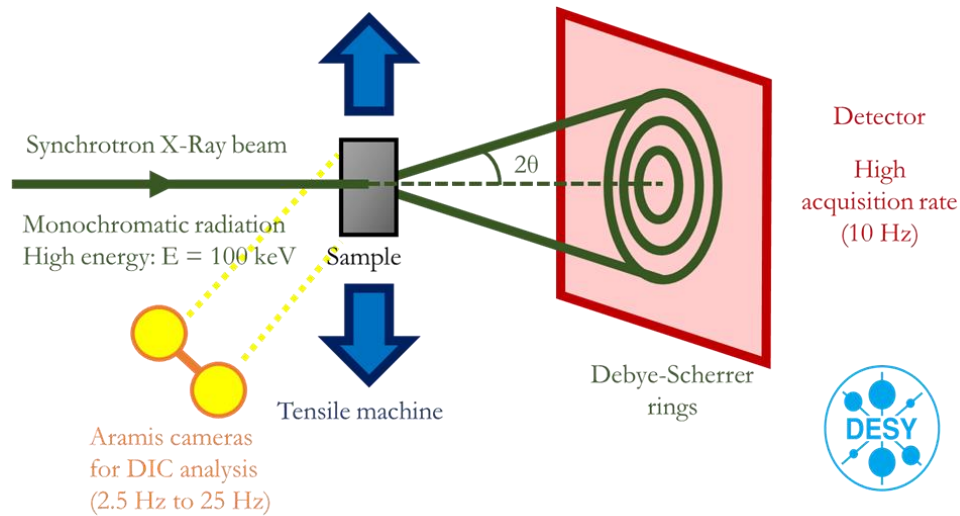 Synchrotron X-Ray beam
Monochromatic radiation
High energy: E = 100 keV
Sample
2θ
Detector
High
acquisition rate
(10 Hz)
Debye-Scherrer
rings
Tensile machine
Aramis cameras
for DIC analysis
(2.5 Hz to 25 Hz)
DESY